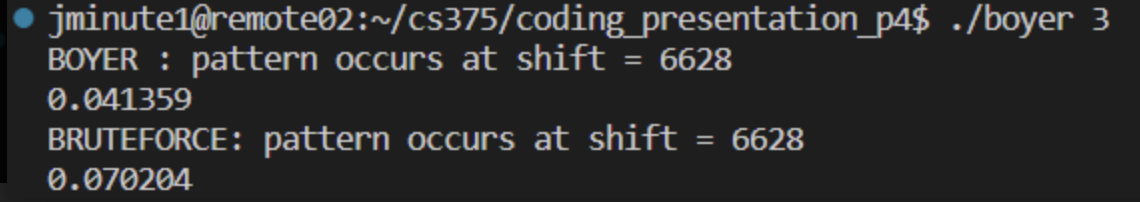 jminute1@remote02:~/cs375/coding_presentation_p4$ ./boyer 3
BOYER : pattern occurs at shift = 6628
0.041359
BRUTEFORCE: pattern occurs at shift = 6628
0.070204